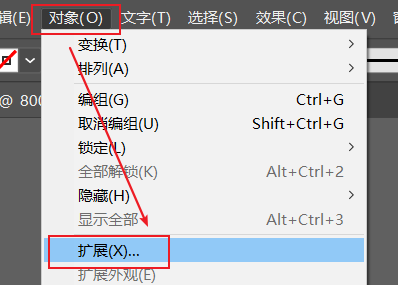 辑(E) 对象(O) 文字(T) 选择(S) 效果(C) 视图(V)
变换(T)
排列(A)
@ 800
编组(G) Ctrl+G
取消编组(U) Shift+Ctrl+G
锁定(L)
全部解锁(K) Alt+Ctrl+2
隐藏(H)
显示全部 Alt+Ctrl+3
扩展(X)...
扩展外观(E)